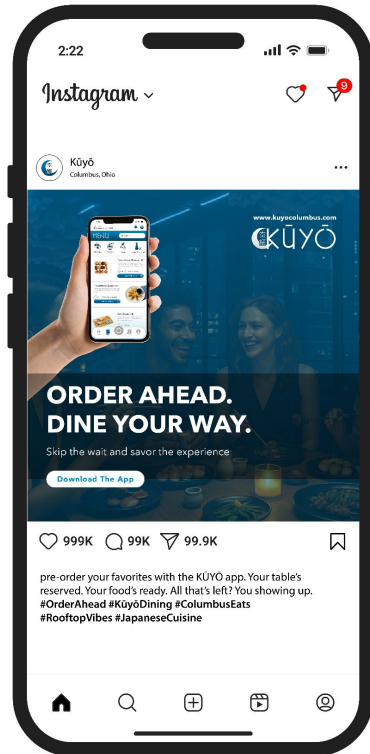 2:22
Instagram
9
Kūyō
Columbus, Ohio
www.kuyocolumbus.com
KŪYŌ
MENU
ORDER AHEAD.
DINE YOUR WAY.
Skip the wait and savor the experience
Download The App
999K 99K 99.9K
pre-order your favorites with the KŪYŌ app. Your table's
reserved. Your food's ready. All that's left? You showing up.
#OrderAhead #KūyōDining #ColumbusEats
#RooftopVibes #JapaneseCuisine